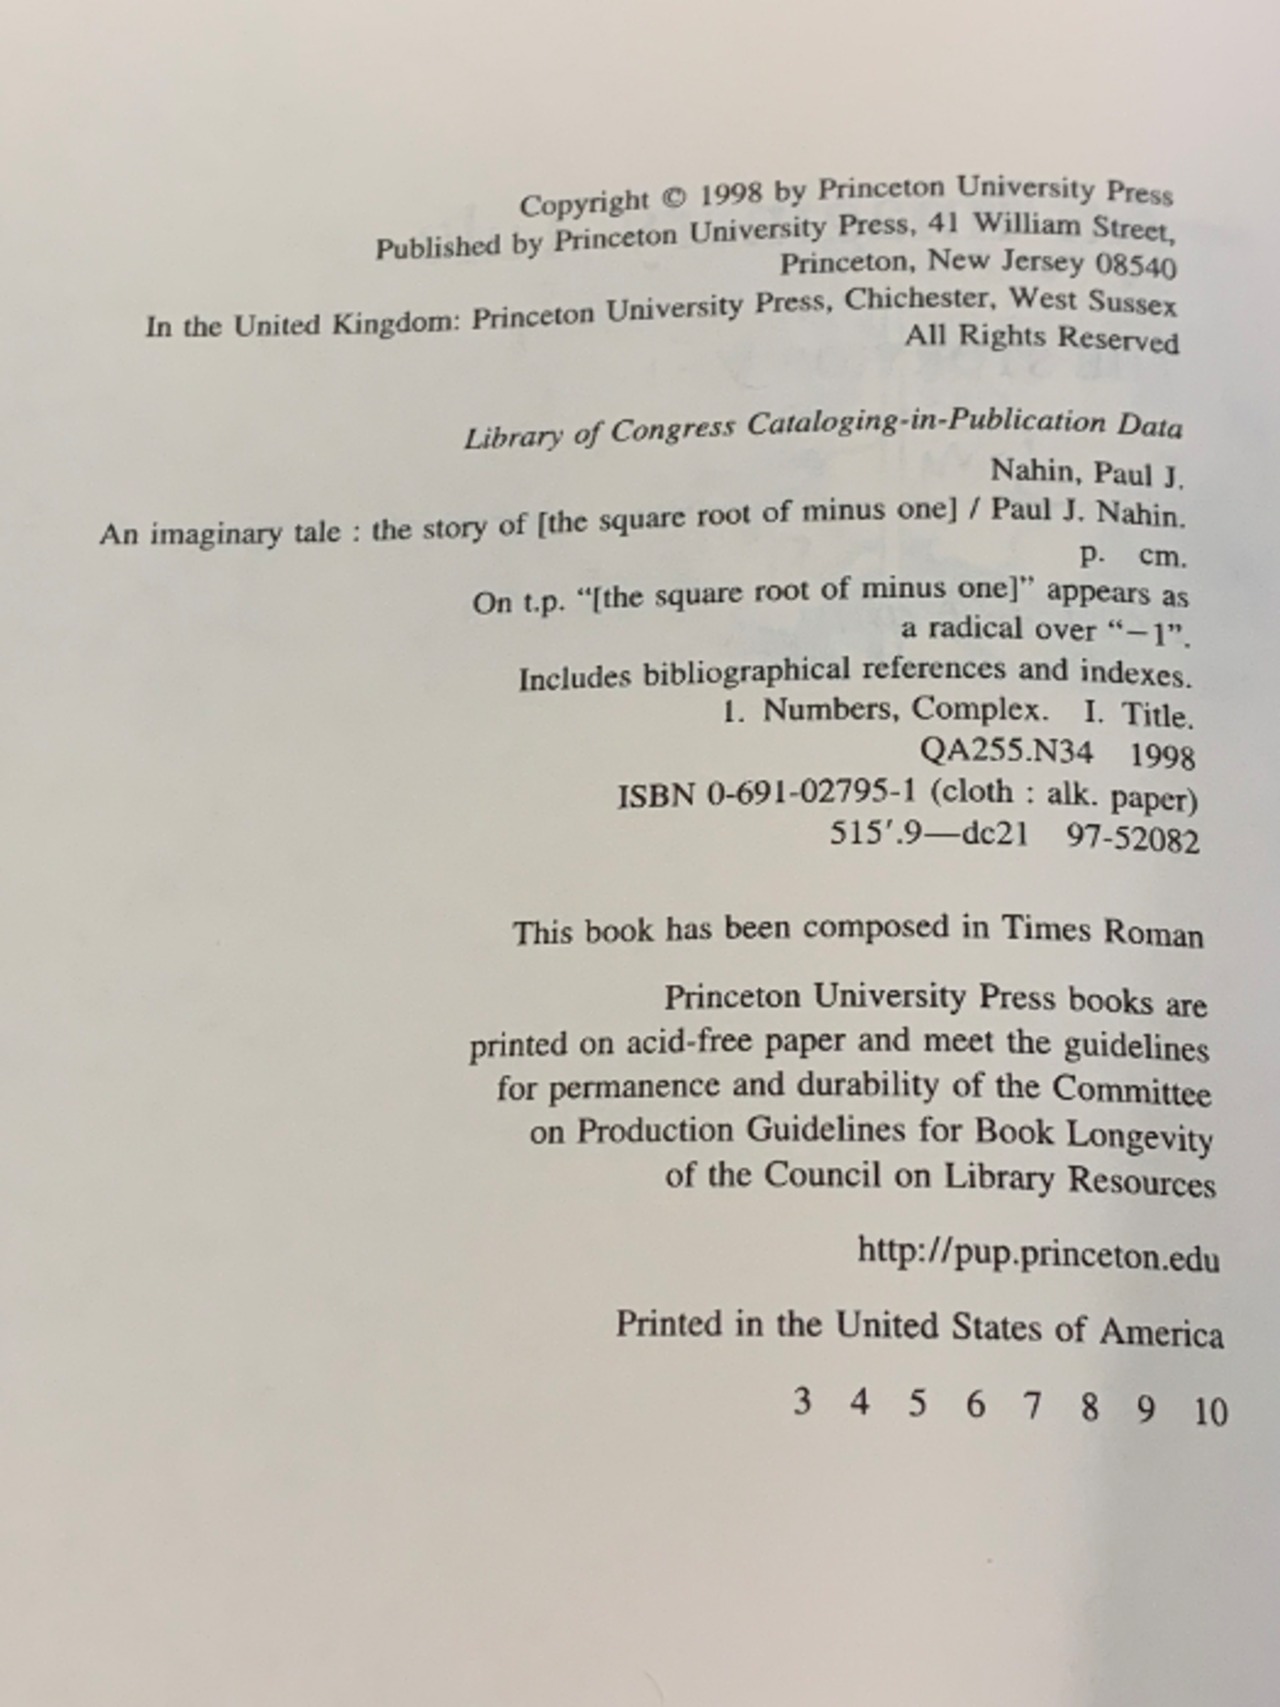 Copyright © 1998 by Princeton University Press
Published by Princeton University Press, 41 William Street,
Princeton, New Jersey 08540
In the United Kingdom: Princeton University Press, Chichester, West Sussex
All Rights Reserved
Library of Congress Cataloging-in-Publication Data
Nahin, Paul J.
An imaginary tale : the story of [the square root of minus one] / Paul J. Nahin.
p. cm.
On t.p. “[the square root of minus one]” appears as
a radical over “−1”.
Includes bibliographical references and indexes.
1. Numbers, Complex. I. Title.
QA255.N34 1998
ISBN 0-691-02795-1 (cloth : alk. paper)
515′.9—dc21 97-52082
This book has been composed in Times Roman
Princeton University Press books are
printed on acid-free paper and meet the guidelines
for permanence and durability of the Committee
on Production Guidelines for Book Longevity
of the Council on Library Resources
http://pup.princeton.edu
Printed in the United States of America
3 4 5 6 7 8 9 10